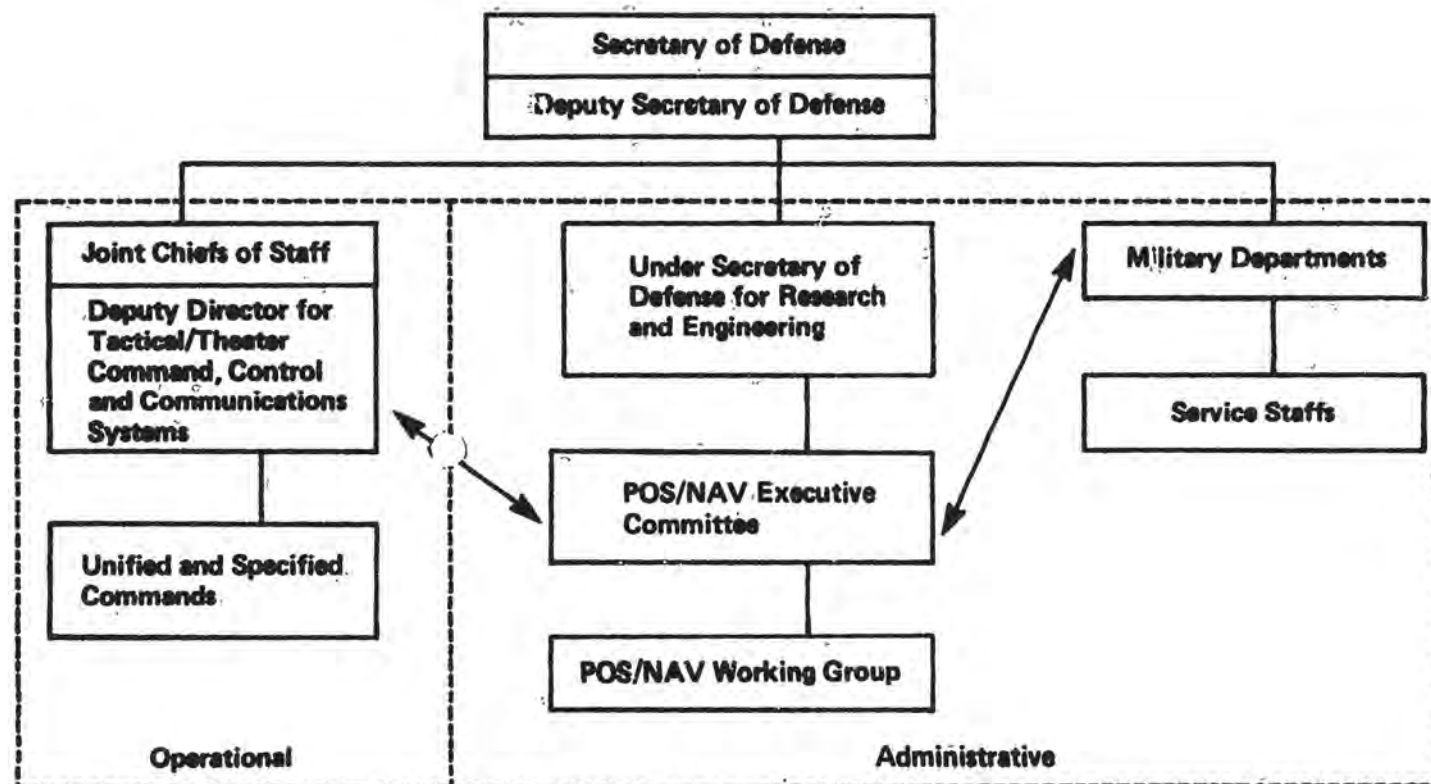 Secretary of Defense
Deputy Secretary of Defense
Joint Chiefs of Staff
Deputy Director for
Tactical/Theater
Command, Control
and Communications
Systems
Unified and Specified
Commands
Under Secretary of
Defense for Research
and Engineering
POS/NAV Executive
Committee
POS/NAV Working Group
Military Departments
Service Staffs
Operational
Administrative